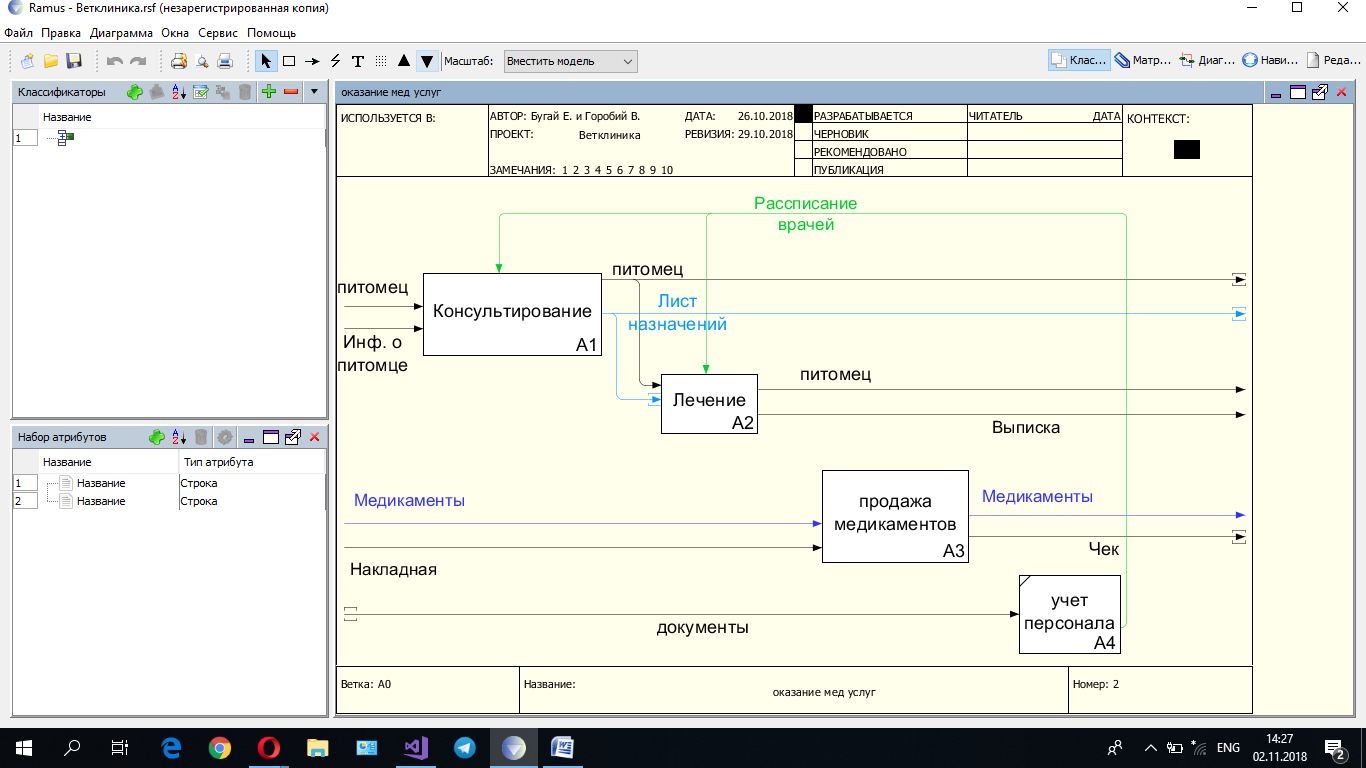 Ramus - Ветклиника.rsf (незарегистрированная копия)
Файл Правка Диаграмма Окна Сервис Помощь
Масштаб: Вместить модель Клас... Матр... Диаг... Нави... Реда...
Классификаторы
Название
1
Набор атрибутов
Название Тип атрибута
1 Название Строка
2 Название Строка
оказание мед услуг
ИСПОЛЬЗУЕТСЯ В: АВТОР: Бугай Е. и Горобий В. ДАТА: 26.10.2018 РАЗРАБАТЫВАЕТСЯ ЧИТАТЕЛЬ ДАТА КОНТЕКСТ:
ПРОЕКТ: Ветклиника РЕВИЗИЯ: 29.10.2018 ЧЕРНОВИК
РЕКОМЕНДОВАНО
ЗАМЕЧАНИЯ: 1 2 3 4 5 6 7 8 9 10 ПУБЛИКАЦИЯ
Рассписание
врачей
питомец
питомец
Лист
назначений
Консультирование
A1
Инф. о
питомце
питомец
Лечение
A2
Выписка
Медикаменты
продажа
медикаментов
A3
Медикаменты
Чек
Накладная
учет
персонала
A4
документы
Ветка: A0 Название: оказание мед услуг Номер: 2
ENG 14:27
02.11.2018
2